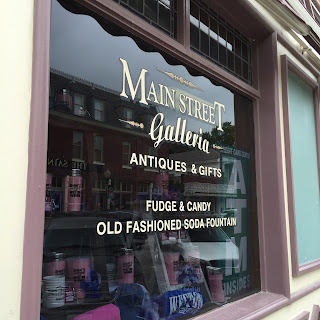 MAIN STREET
Galleria
ANTIQUES & GIFTS
FUDGE & CANDY
OLD FASHIONED SODA FOUNTAIN
ATM
INSIDE